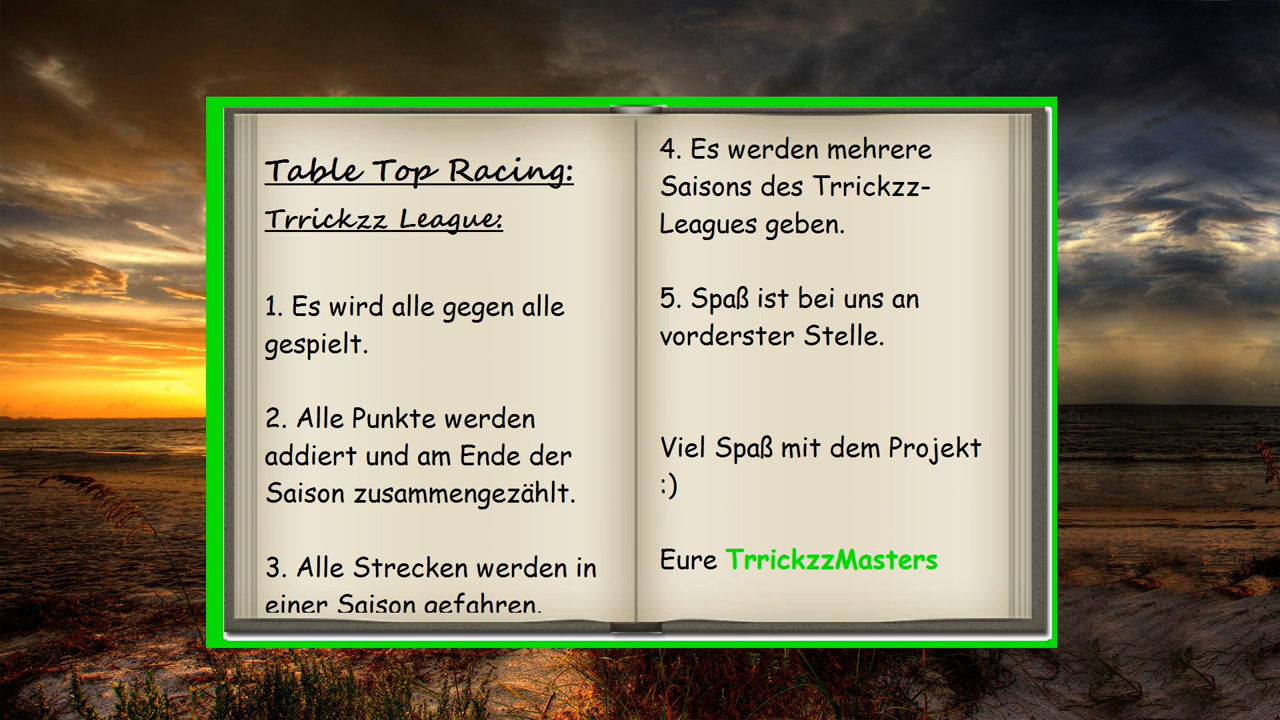 Table Top Racing:
Trrickzz League:
1. Es wird alle gegen alle
gespielt.
2. Alle Punkte werden
addiert und am Ende der
Saison zusammengezählt.
3. Alle Strecken werden in
einer Saison gefahren.
4. Es werden mehrere
Saisons des Trrickzz-
Leagues geben.
5. Spaß ist bei uns an
vorderster Stelle.
Viel Spaß mit dem Projekt
:)
Eure TrrickzzMasters